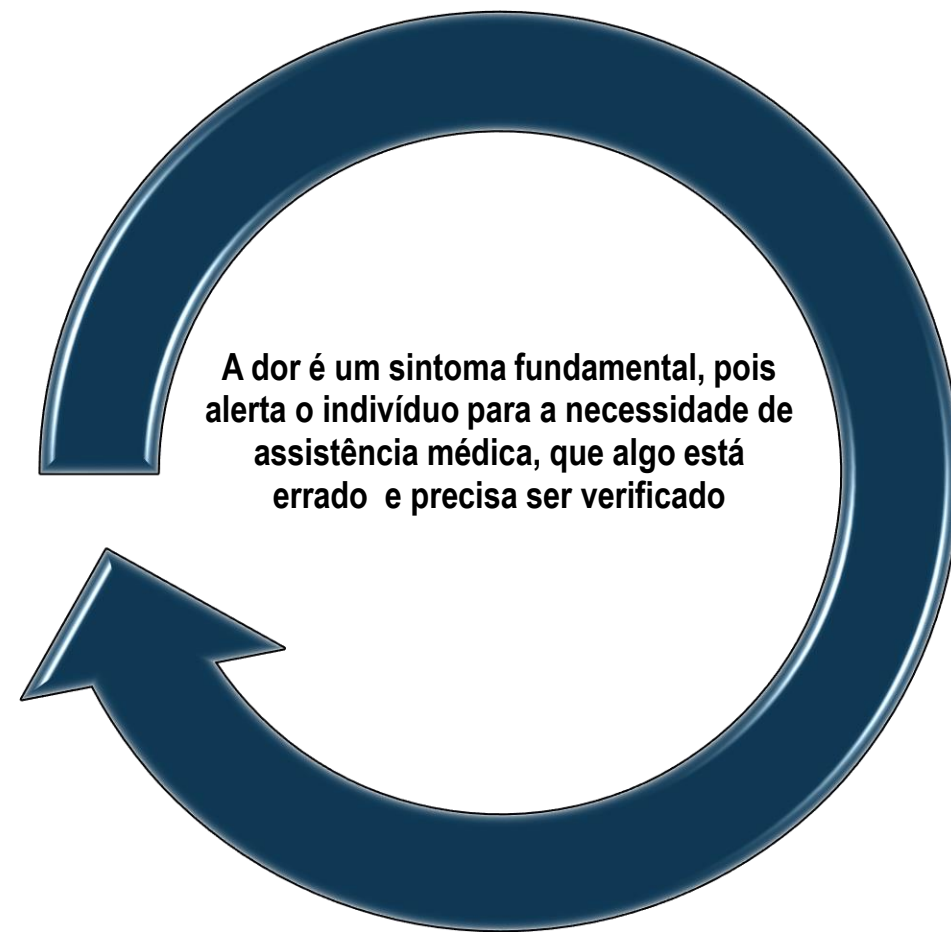 A dor é um sintoma fundamental, pois
alerta o indivíduo para a necessidade de
assistência médica, que algo está
errado  e precisa ser verificado